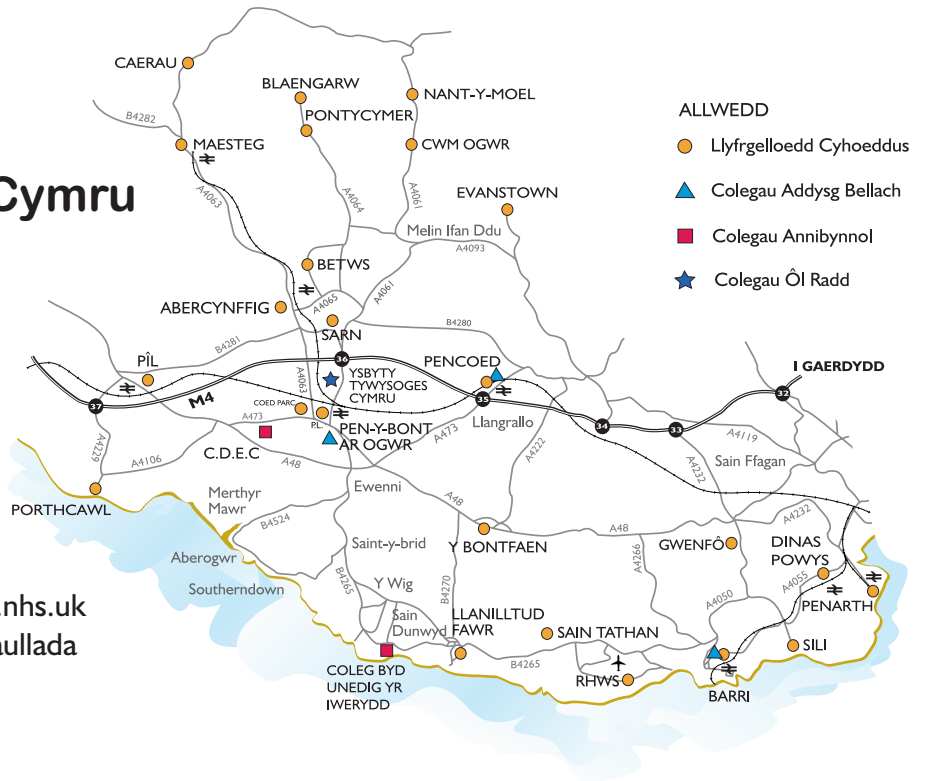 CAERAU
BLAENGARW
NANT-Y-MOEL
PONTYCYMER
B4282
MAESTEG
CWM OGWR
ALLWEDD
Llyfrgelloedd Cyhoeddus
Colegau Addysg Bellach
Colegau Annibynnol
Colegau Ôl Radd
Cymru
A4063
A4064
A4061
EVANSTOWN
Melin Ifan Ddu
A4093
BETWS
A4061
A4065
ABERCYNFFIG
SARN
B4280
B4281
PÎL
36
PENCOED
I GAERDYDD
YSBYTY
TYWYSOGES
CYMRU
A4063
M4
37
35
32
COED PARC
P.L.
A473
PEN-Y-BONT
AR OGWR
A473
Llangrallo
34
33
A4119
A4229
A4106
C.D.E.C
A48
A4222
Sain Ffagan
A4232
PORTHCAWL
Merthyr
Mawr
Ewenni
A48
B4524
A48
A4232
Saint-y-brid
Y BONTFAEN
GWENFÔ
DINAS
POWYS
Aberogwr
Southerndown
B4265
B4270
A4266
Y Wig
A4050
A4055
PENARTH
.nhs.uk
aullada
Sain
Dunwyd
LLANILLTUD
FAWR
SAIN TATHAN
SILI
B4265
COLEG BYD
UNEDIG YR
IWERYDD
RHWS
BARRI